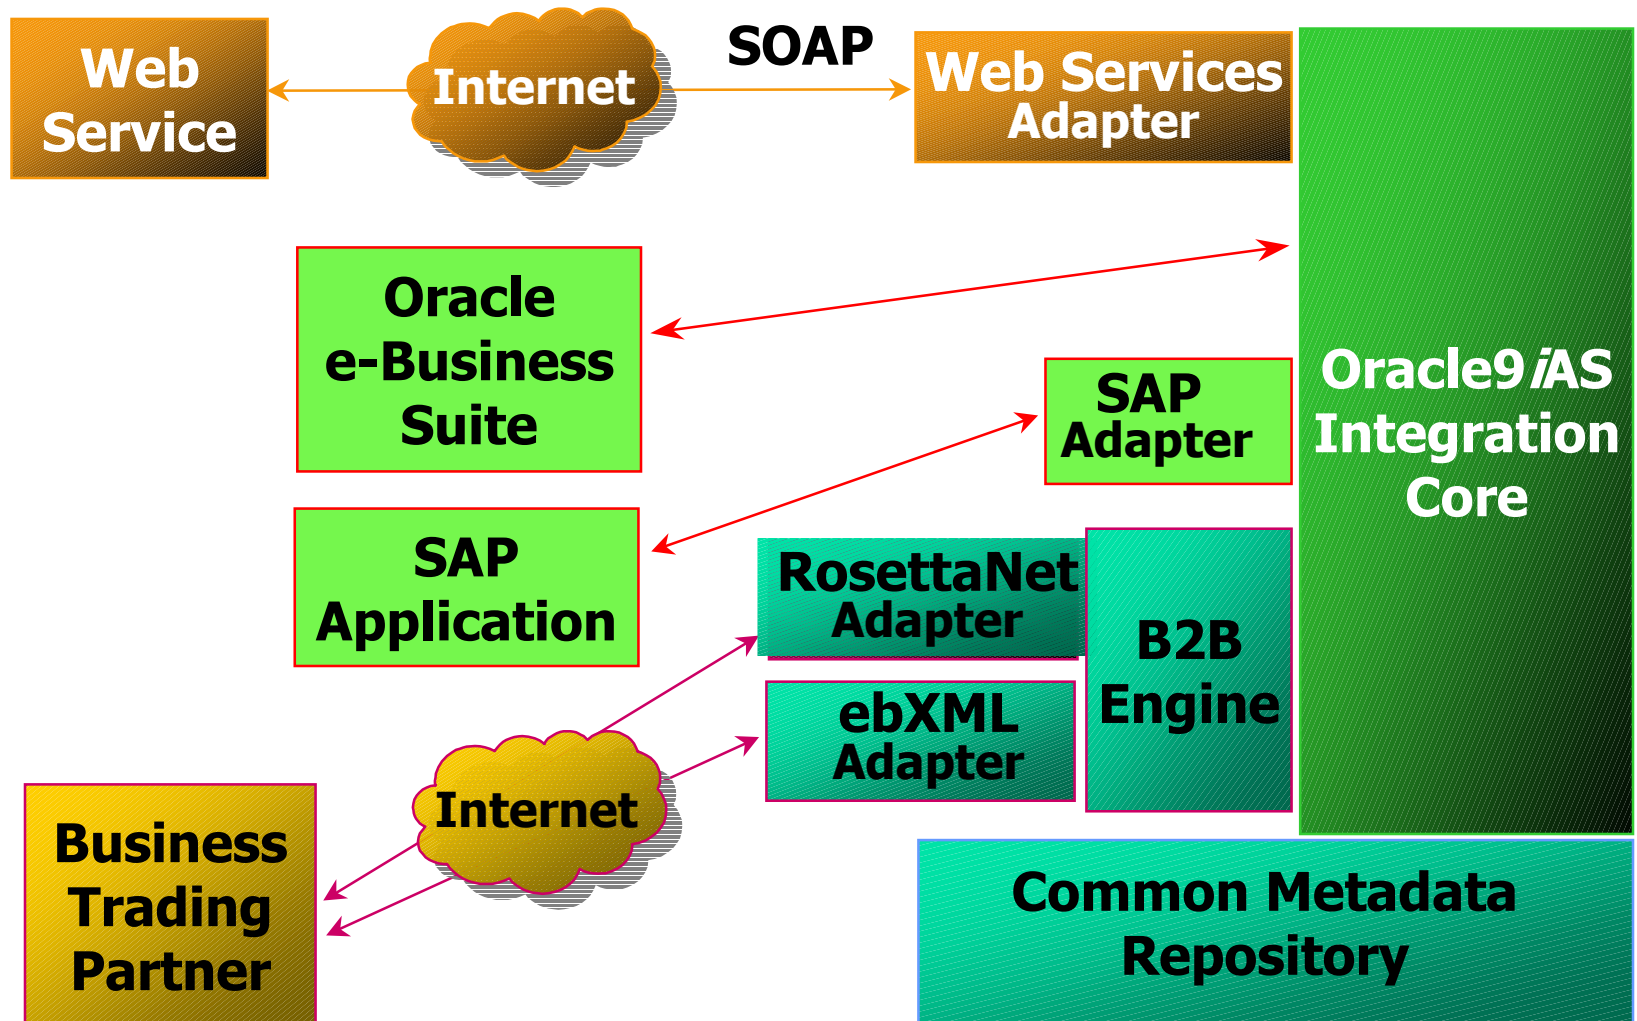 Web
Service
Internet
SOAP
Web Services
Adapter
Oracle
e-Business
Suite
SAP
Adapter
Oracle9iAS
Integration
Core
SAP
Application
RosettaNet
Adapter
B2B
Engine
ebXML
Adapter
Internet
Business
Trading
Partner
Common Metadata
Repository